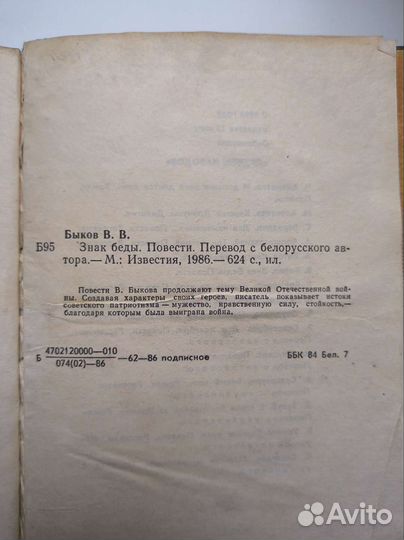 Быков В. В.
Б95 Знак беды. Повести. Перевод с белорусского ав-
тора.— М.: Известия, 1986.— 624 с., ил.
Повести В. Быкова продолжают тему Великой Отечественной вой-
ны. Создавая характеры своих героев, писатель показывает истоки
советского патриотизма — мужество, нравственную силу, стойкость,—
благодаря которым была выиграна война.
Б 4702120000—010
074(02)—86 —62—86 подписное ББК 84 Бел. 7
Avito